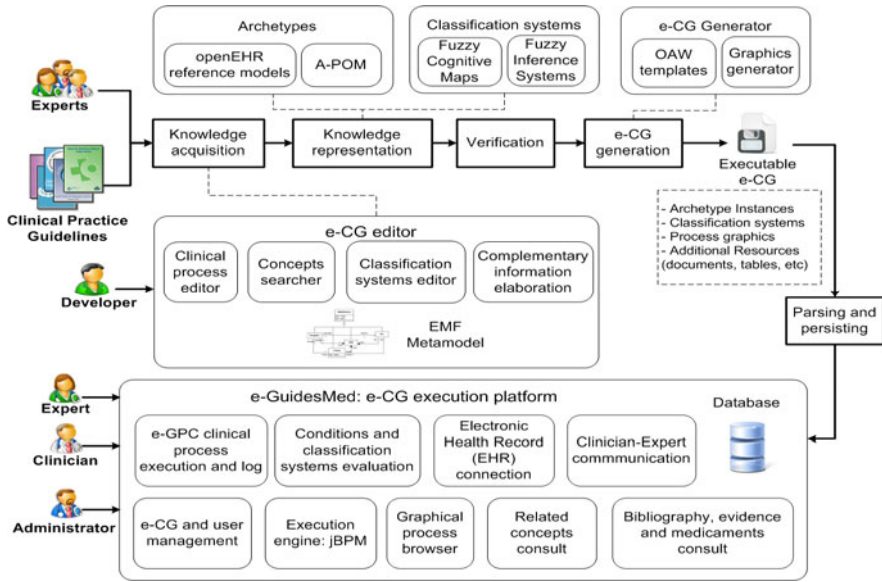 Archetypes
openEHR
reference models
A-POM
Classification systems
Fuzzy
Cognitive
Maps
Fuzzy
Inference
Systems
e-CG Generator
OAW
templates
Graphics
generator
Experts
Clinical Practice
Guidelines
Knowledge
acquisition
Knowledge
representation
Verification
e-CG
generation
Executable
e-CG
- Archetype Instances
- Classification systems
- Process graphics
- Additional Resources
(documents, tables, etc)
Developer
e-CG editor
Clinical
process
editor
Concepts
searcher
Classification
systems editor
Complementary
information
elaboration
EMF
Metamodel
Parsing and
persisting
Expert
Clinician
Administrator
e-GuidesMed: e-CG execution platform
Database
e-GPC clinical
process
execution and log
Conditions and
classification
systems evaluation
Electronic
Health Record
(EHR)
connection
Clinician-Expert
commmunication
e-CG and user
management
Execution
engine: jBPM
Graphical
process
browser
Related
concepts
consult
Bibliography, evidence
and medicaments
consult